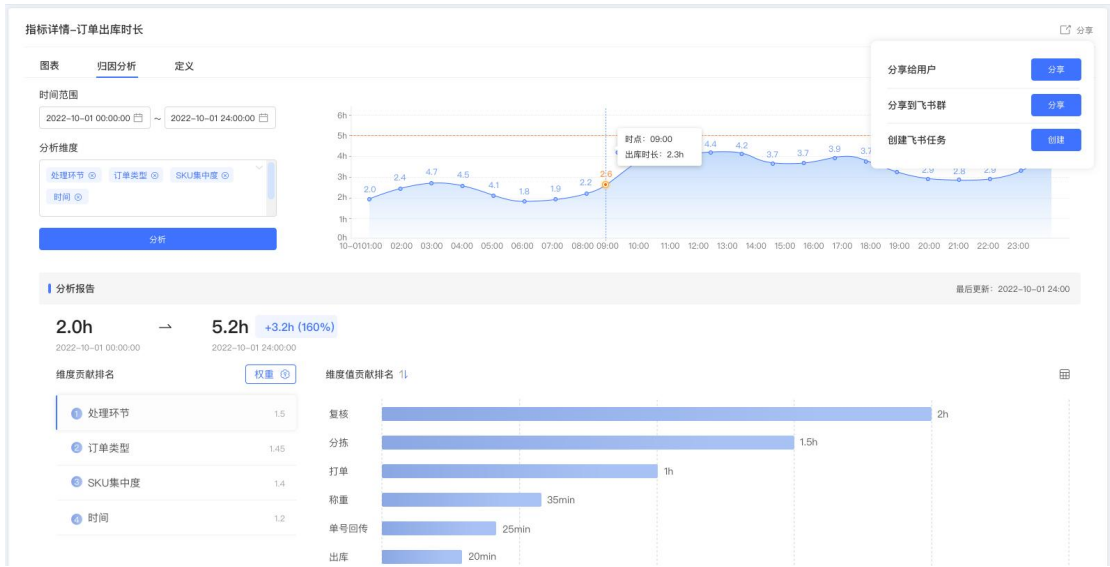 指标详情-订单出库时长
分享
图表 归因分析 定义
分享给用户 分享
分享到飞书群 分享
创建飞书任务 创建
时间范围
2022-10-01 00:00:00 ~ 2022-10-01 24:00:00
分析维度
处理环节 订单类型 SKU集中度
时间
分析
6h
5h
4h
3h
2h
1h
0h
时点：09:00
出库时长：2.3h
2.0 2.4 4.7 4.5 4.1 1.8 1.9 2.2 2.6 4.4 4.2 3.7 3.7 3.9 3.7 2.9 2.8 2.9
10-0101:00 02:00 03:00 04:00 05:00 06:00 07:00 08:00 09:00 10:00 11:00 12:00 13:00 14:00 15:00 16:00 17:00 18:00 19:00 20:00 21:00 22:00 23:00
分析报告 最后更新：2022-10-01 24:00
2.0h → 5.2h +3.2h (160%)
2022-10-01 00:00:00 2022-10-01 24:00:00
维度贡献排名 权重 维度值贡献排名
1 处理环节 1.5
2 订单类型 1.45
3 SKU集中度 1.4
4 时间 1.2
复核 2h
分拣 1.5h
打单 1h
称重 35min
单号回传 25min
出库 20min